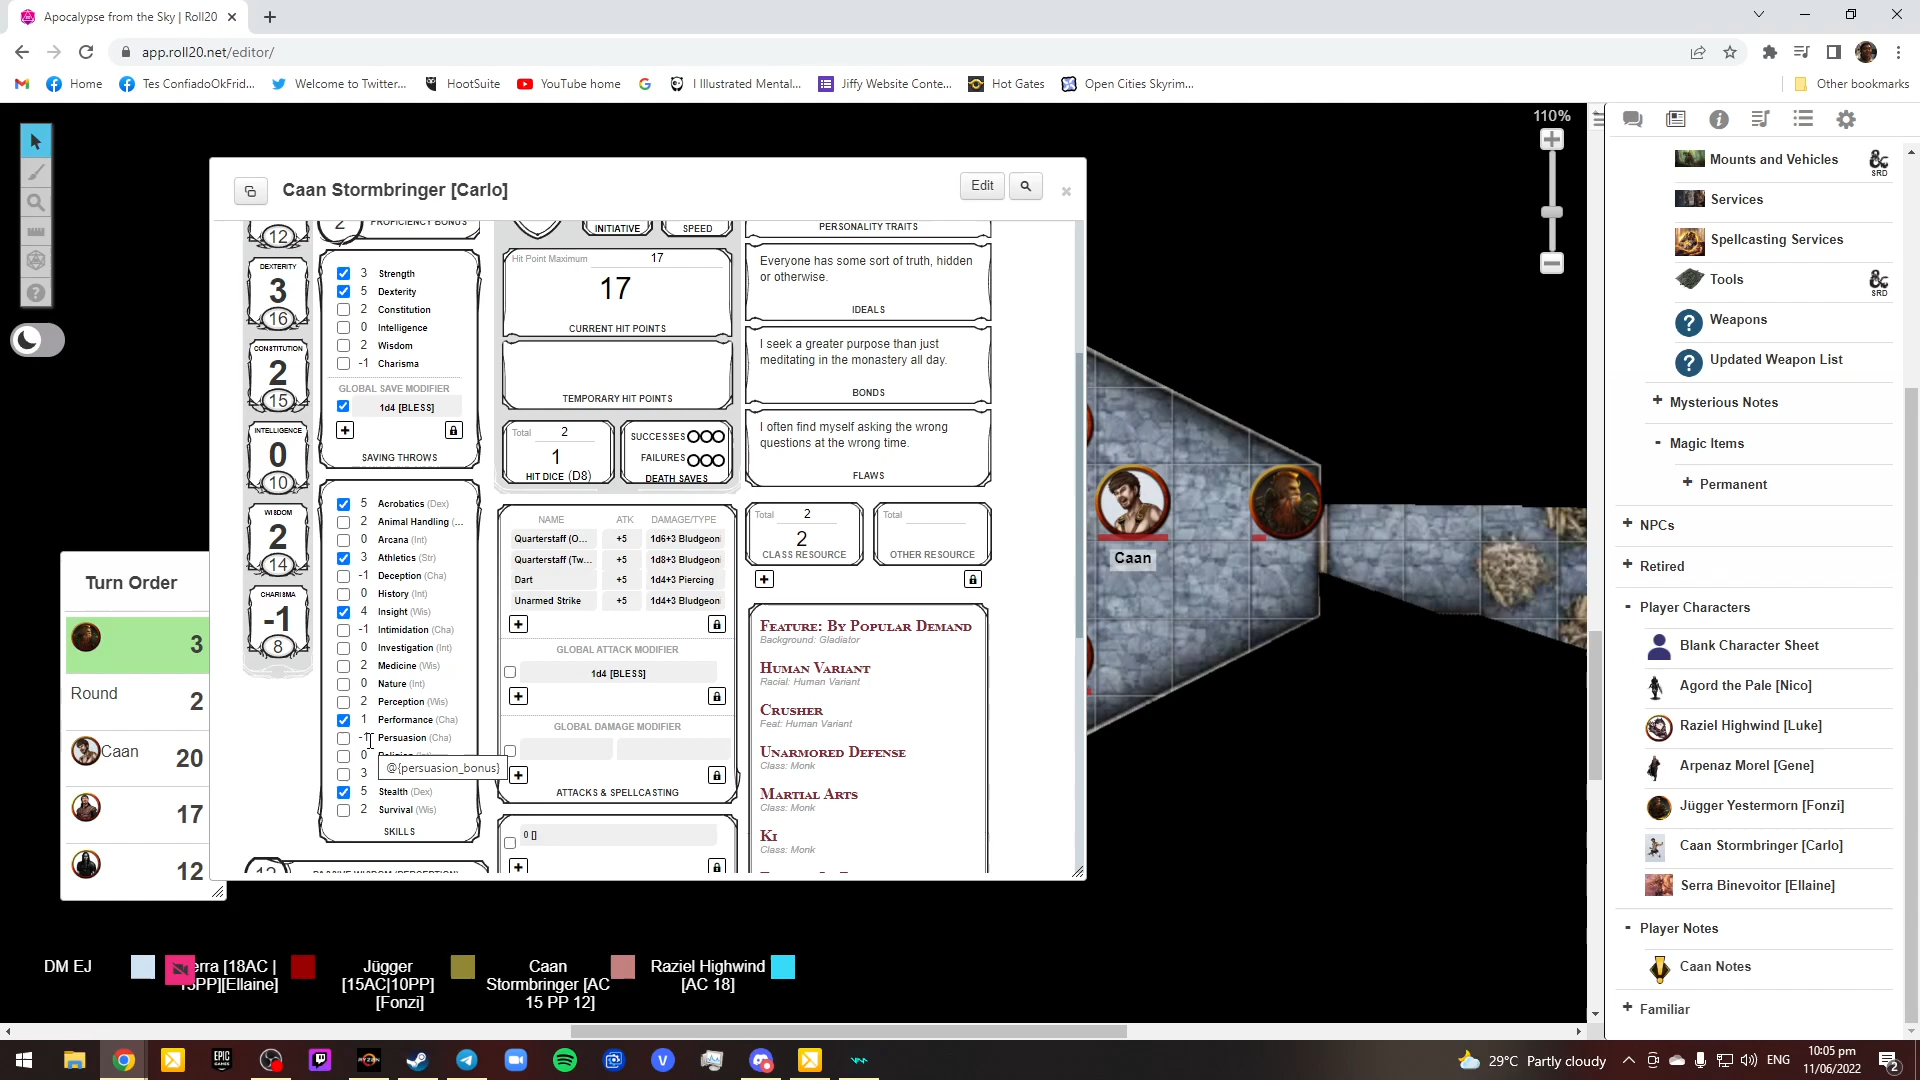 Apocalypse from the Sky | Roll20
app.roll20.net/editor/
Home
Tes ConfiadoOkFrid...
Welcome to Twitter...
HootSuite
YouTube home
I Illustrated Mental...
Jiffy Website Conte...
Hot Gates
Open Cities Skyrim...
Other bookmarks
110%
Caan Stormbringer [Carlo]
Edit
12
DEXTERITY
3
16
CONSTITUTION
2
15
INTELLIGENCE
0
10
WISDOM
2
14
CHARISMA
-1
8
2 PROFICIENCY BONUS
3 Strength
5 Dexterity
2 Constitution
0 Intelligence
2 Wisdom
-1 Charisma
GLOBAL SAVE MODIFIER
1d4 [BLESS]
SAVING THROWS
5 Acrobatics (Dex)
2 Animal Handling (...
0 Arcana (Int)
3 Athletics (Str)
-1 Deception (Cha)
0 History (Int)
4 Insight (Wis)
-1 Intimidation (Cha)
0 Investigation (Int)
2 Medicine (Wis)
0 Nature (Int)
2 Perception (Wis)
1 Performance (Cha)
-1 Persuasion (Cha)
0
@{persuasion_bonus}
3
5 Stealth (Dex)
2 Survival (Wis)
SKILLS
INITIATIVE
SPEED
Hit Point Maximum 17
17
CURRENT HIT POINTS
TEMPORARY HIT POINTS
Total 2
1
HIT DICE (D8)
SUCCESSES
FAILURES
DEATH SAVES
NAME ATK DAMAGE/TYPE
Quarterstaff (O... +5 1d6+3 Bludgeoni
Quarterstaff (Tw... +5 1d8+3 Bludgeoni
Dart +5 1d4+3 Piercing
Unarmed Strike +5 1d4+3 Bludgeoni
GLOBAL ATTACK MODIFIER
1d4 [BLESS]
GLOBAL DAMAGE MODIFIER
ATTACKS & SPELLCASTING
0 []
PERSONALITY TRAITS
Everyone has some sort of truth, hidden
or otherwise.
IDEALS
I seek a greater purpose than just
meditating in the monastery all day.
BONDS
I often find myself asking the wrong
questions at the wrong time.
FLAWS
Total 2
2
CLASS RESOURCE
Total
OTHER RESOURCE
FEATURE: BY POPULAR DEMAND
Background: Gladiator
HUMAN VARIANT
Racial: Human Variant
CRUSHER
Feat: Human Variant
UNARMORED DEFENSE
Class: Monk
MARTIAL ARTS
Class: Monk
KI
Class: Monk
Turn Order
3
Round 2
Caan 20
17
12
Caan
DM EJ
erra [18AC |
15PP][Ellaine]
Jügger
[15AC|10PP]
[Fonzi]
Caan
Stormbringer [AC
15 PP 12]
Raziel Highwind
[AC 18]
Mounts and Vehicles
SRD
Services
Spellcasting Services
Tools
SRD
Weapons
Updated Weapon List
+ Mysterious Notes
- Magic Items
+ Permanent
+ NPCs
+ Retired
- Player Characters
Blank Character Sheet
Agord the Pale [Nico]
Raziel Highwind [Luke]
Arpenaz Morel [Gene]
Jügger Yestermorn [Fonzi]
Caan Stormbringer [Carlo]
Serra Binevoitor [Ellaine]
- Player Notes
Caan Notes
+ Familiar
EPIC
GAMES
RYZEN
29°C Partly cloudy
ENG
10:05 pm
11/06/2022
2